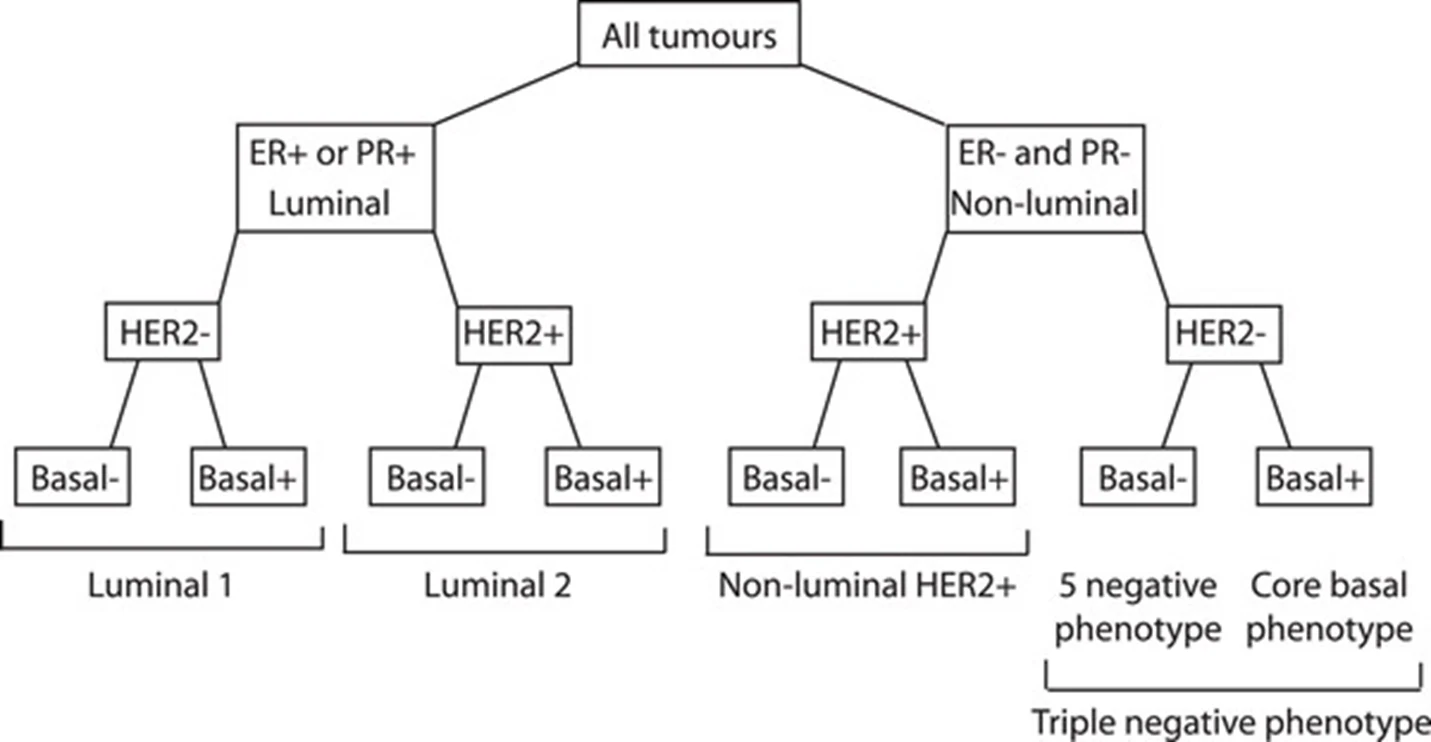 All tumours
ER+ or PR+
Luminal
ER- and PR-
Non-luminal
HER2-
HER2+
HER2+
HER2-
Basal-
Basal+
Basal-
Basal+
Basal-
Basal+
Basal-
Basal+
Luminal 1
Luminal 2
Non-luminal HER2+
5 negative
phenotype
Core basal
phenotype
Triple negative phenotype